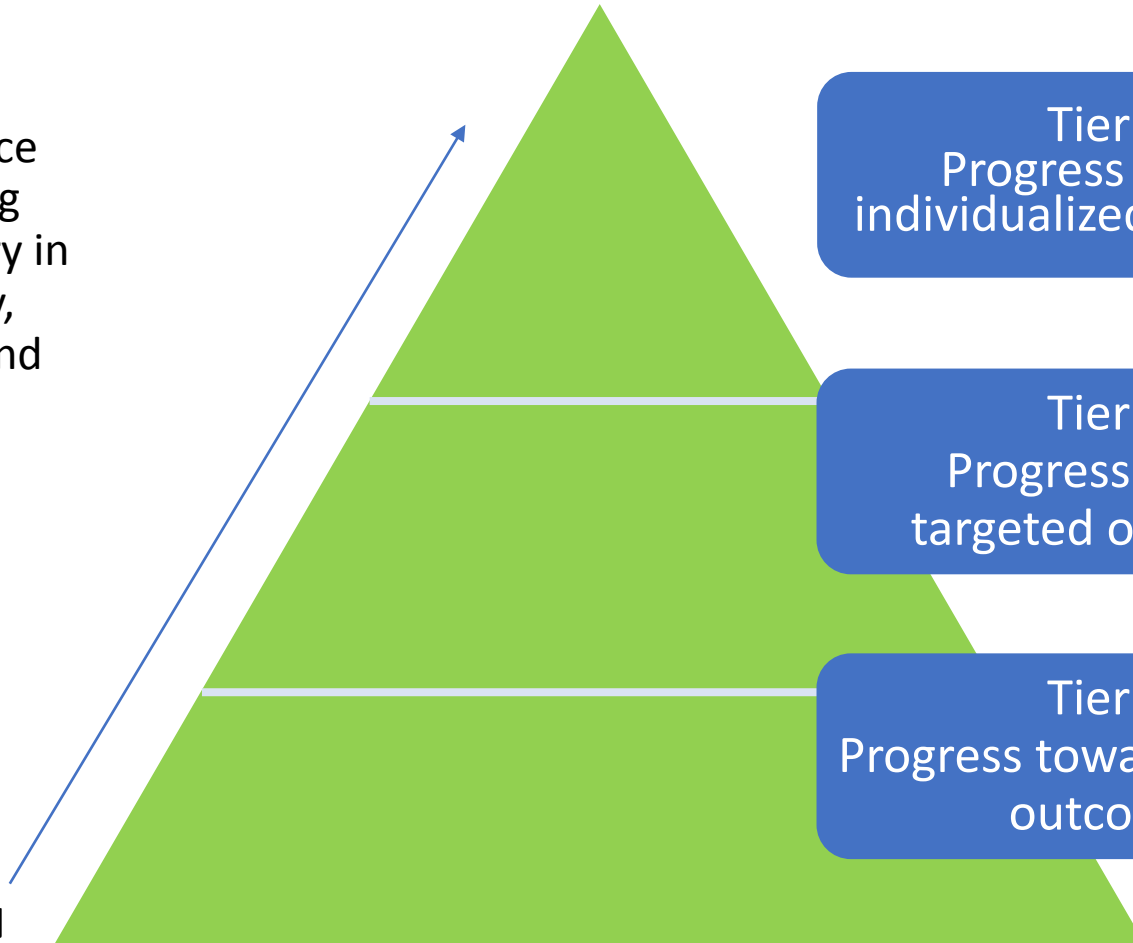 ce
g
y in
y,
nd
Tier
Progress
individualized
Tier
Progress
targeted o
Tier
Progress towa
outco